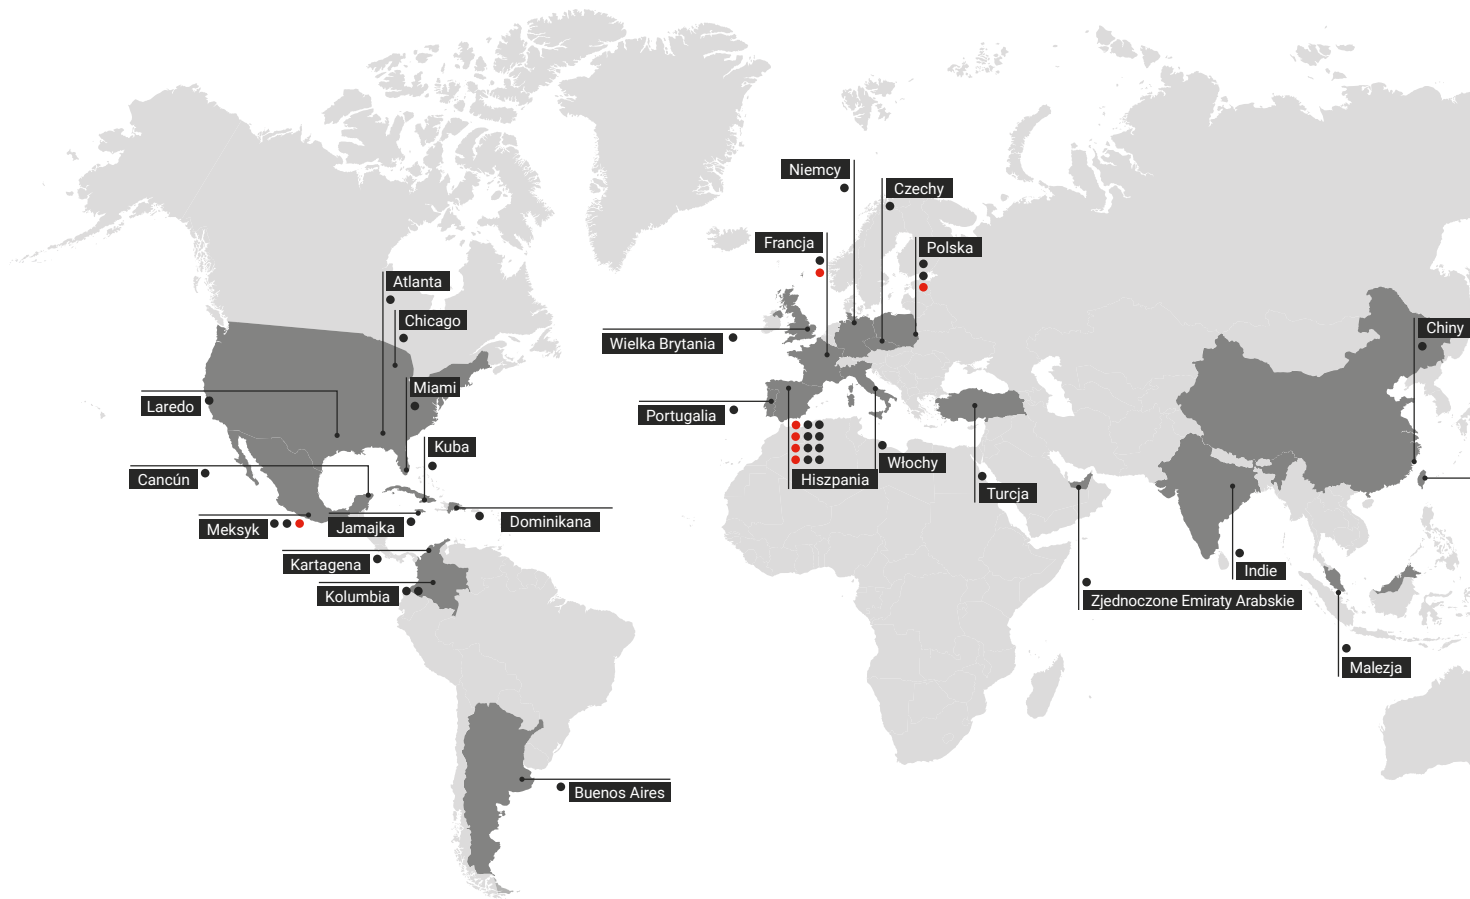 Niemcy
Czechy
Francja
Polska
Atlanta
Chicago
Chiny
Wielka Brytania
Miami
Laredo
Portugalia
Kuba
Włochy
Cancún
Hiszpania
Turcja
Meksyk
Jamajka
Dominikana
Kartagena
Indie
Kolumbia
Zjednoczone Emiraty Arabskie
Malezja
Buenos Aires